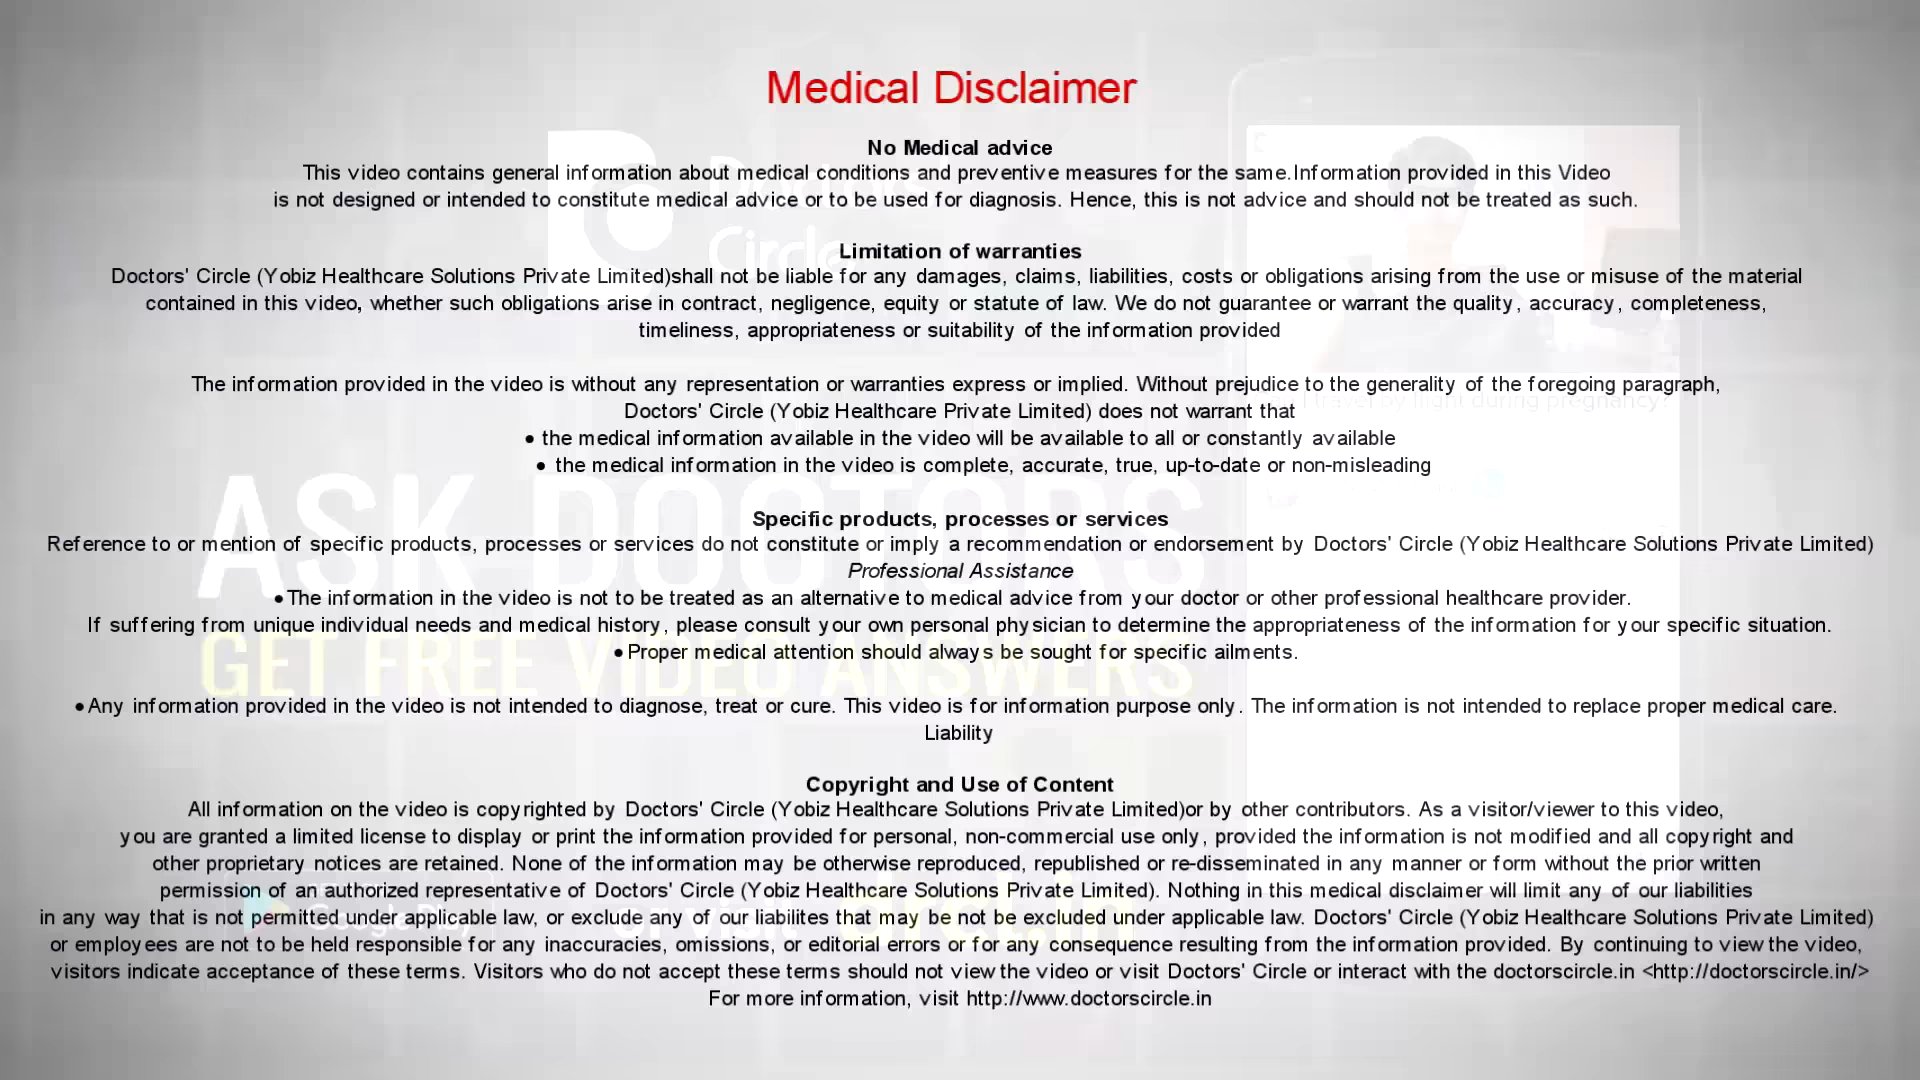 Medical Disclaimer
No Medical advice
This video contains general information about medical conditions and preventive measures for the same.Information provided in this Video
is not designed or intended to constitute medical advice or to be used for diagnosis. Hence, this is not advice and should not be treated as such.
Limitation of warranties
Doctors' Circle (Yobiz Healthcare Solutions Private Limited)shall not be liable for any damages, claims, liabilities, costs or obligations arising from the use or misuse of the material
contained in this video, whether such obligations arise in contract, negligence, equity or statute of law. We do not guarantee or warrant the quality, accuracy, completeness,
timeliness, appropriateness or suitability of the information provided
The information provided in the video is without any representation or warranties express or implied. Without prejudice to the generality of the foregoing paragraph,
Doctors' Circle (Yobiz Healthcare Private Limited) does not warrant that
• the medical information available in the video will be available to all or constantly available
• the medical information in the video is complete, accurate, true, up-to-date or non-misleading
Specific products, processes or services
Reference to or mention of specific products, processes or services do not constitute or imply a recommendation or endorsement by Doctors' Circle (Yobiz Healthcare Solutions Private Limited)
Professional Assistance
•The information in the video is not to be treated as an alternative to medical advice from your doctor or other professional healthcare provider.
If suffering from unique individual needs and medical history, please consult your own personal physician to determine the appropriateness of the information for your specific situation.
•Proper medical attention should always be sought for specific ailments.
•Any information provided in the video is not intended to diagnose, treat or cure. This video is for information purpose only. The information is not intended to replace proper medical care.
Liability
Copyright and Use of Content
All information on the video is copyrighted by Doctors' Circle (Yobiz Healthcare Solutions Private Limited)or by other contributors. As a visitor/viewer to this video,
you are granted a limited license to display or print the information provided for personal, non-commercial use only, provided the information is not modified and all copyright and
other proprietary notices are retained. None of the information may be otherwise reproduced, republished or re-disseminated in any manner or form without the prior written
permission of an authorized representative of Doctors' Circle (Yobiz Healthcare Solutions Private Limited). Nothing in this medical disclaimer will limit any of our liabilities
in any way that is not permitted under applicable law, or exclude any of our liabilites that may be not be excluded under applicable law. Doctors' Circle (Yobiz Healthcare Solutions Private Limited)
or employees are not to be held responsible for any inaccuracies, omissions, or editorial errors or for any consequence resulting from the information provided. By continuing to view the video,
visitors indicate acceptance of these terms. Visitors who do not accept these terms should not view the video or visit Doctors' Circle or interact with the doctorscircle.in <http://doctorscircle.in/>
For more information, visit http://www.doctorscircle.in
Doctors'
Circle
I travel by flight during pregnancy?
ASK DOCTORS
GET FREE VIDEO ANSWERS
Google Play
or visit drcl.in